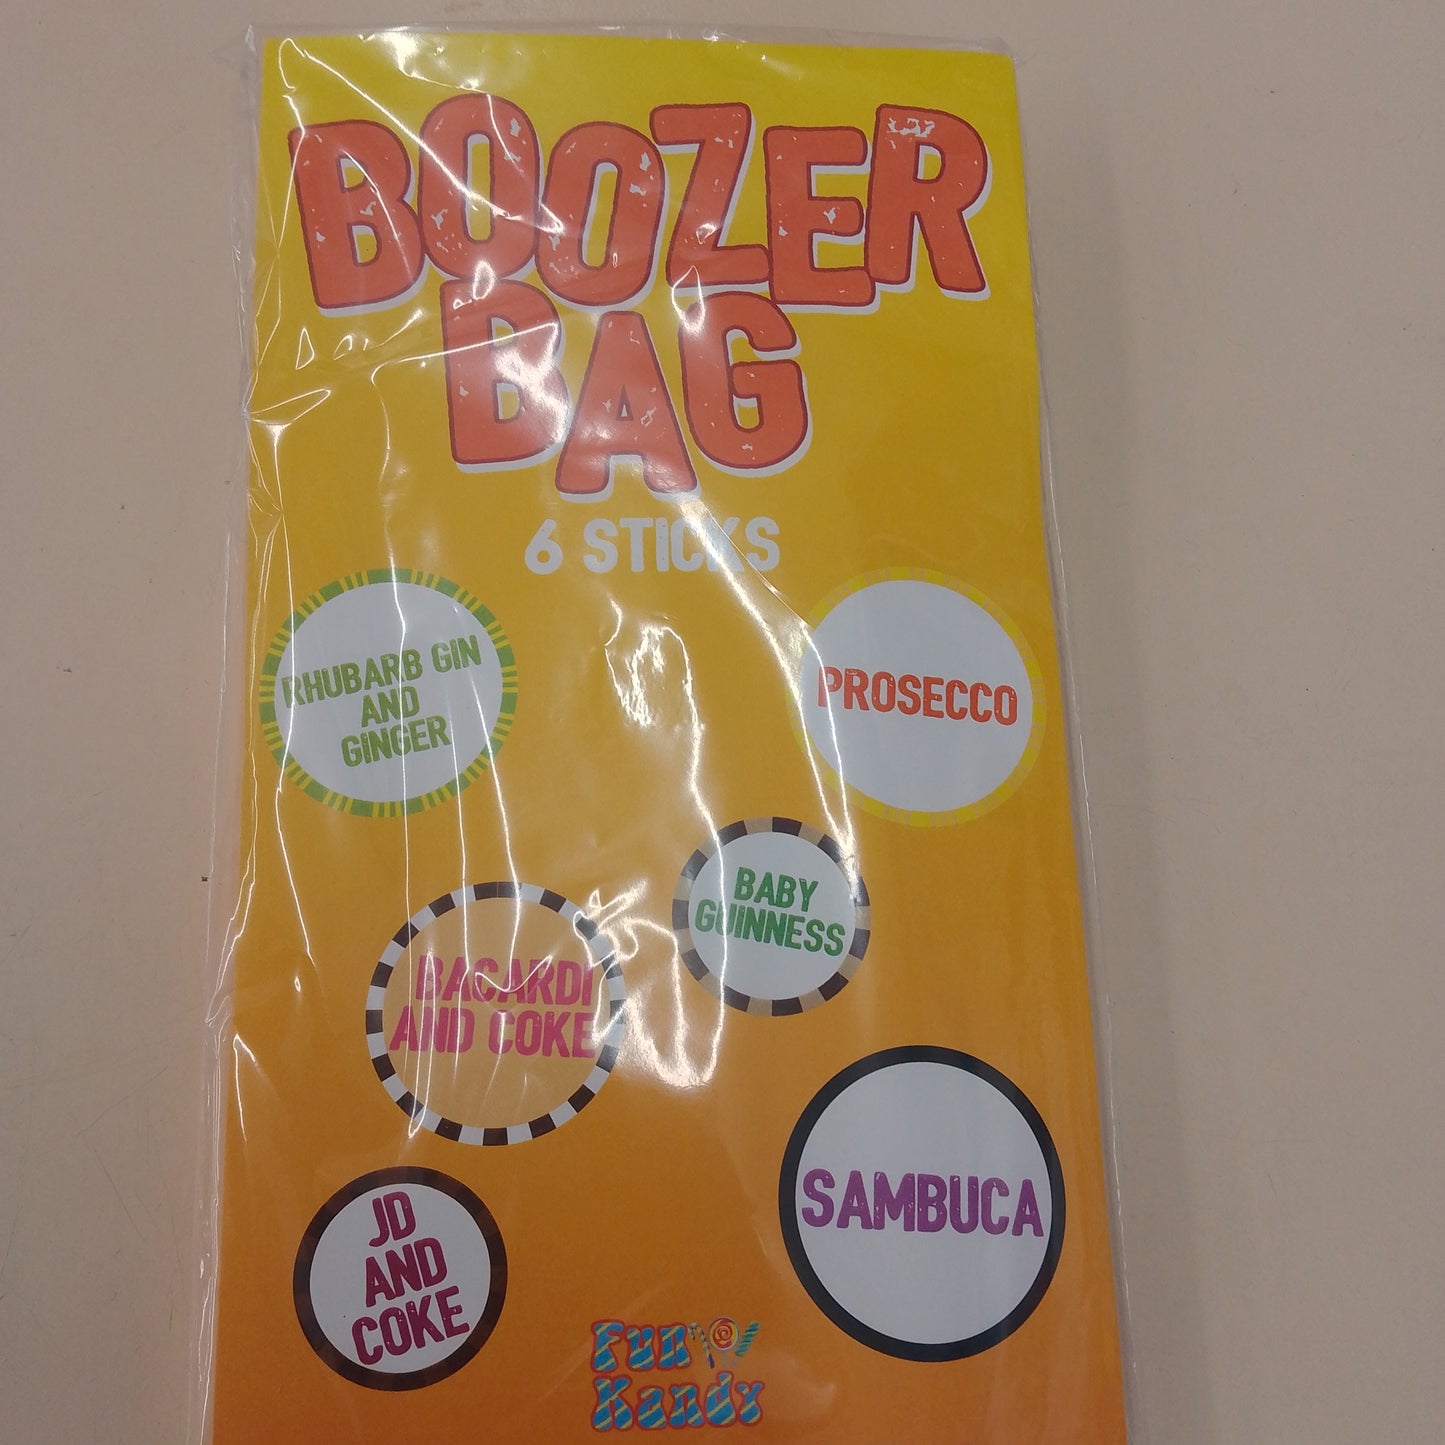 BOOZER
BAG
6 STICKS
RHUBARB GIN
AND
GINGER
PROSECCO
BABY
GUINNESS
BACARDI
AND COKE
SAMBUCA
JD
AND
COKE
Fun
Kandy